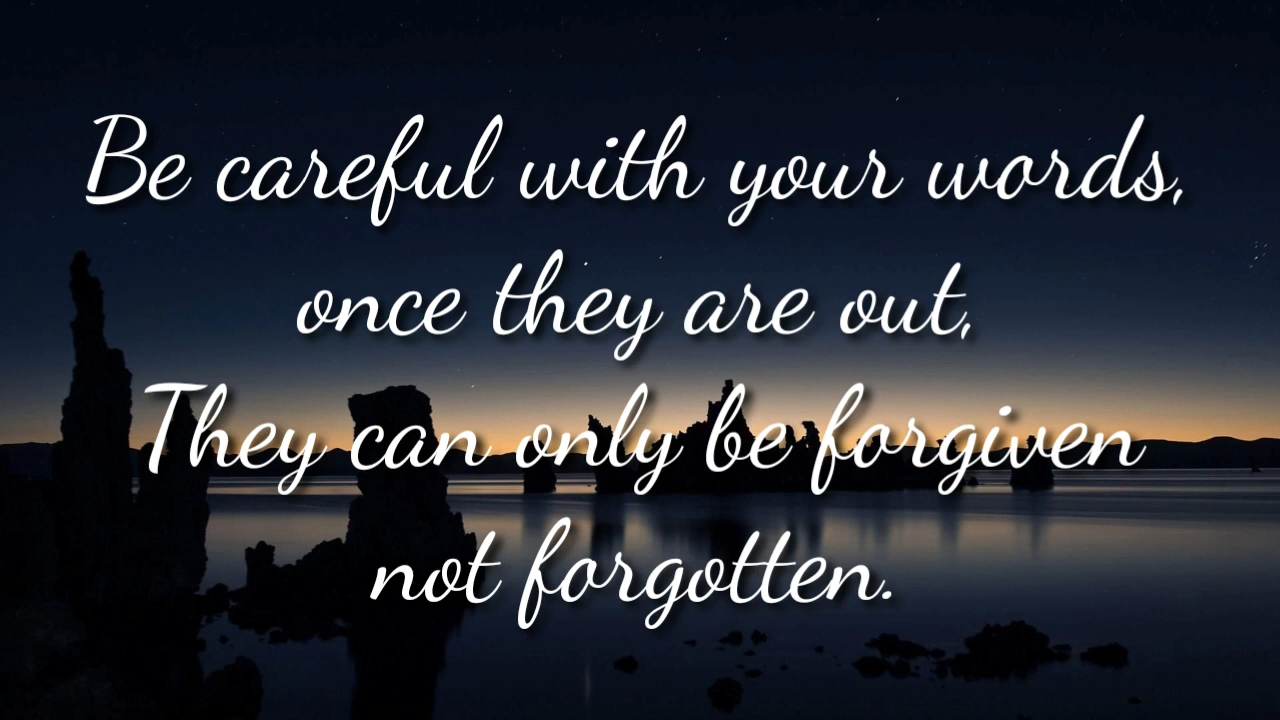 Be careful with your words,
once they are out,
They can only be forgiven
not forgotten.